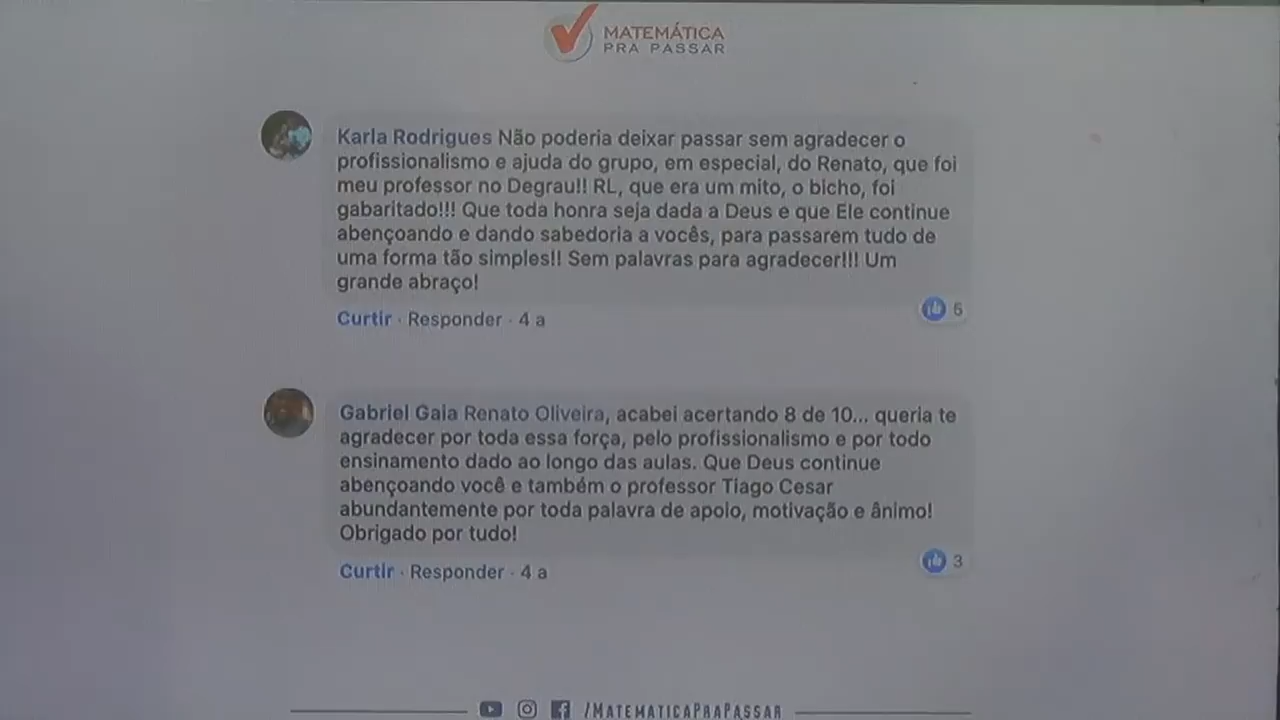 MATEMÁTICA
PRA PASSAR
Karla Rodrigues Não poderia deixar passar sem agradecer o
profissionalismo e ajuda do grupo, em especial, do Renato, que foi
meu professor no Degrau!! RL, que era um mito, o bicho, foi
gabaritado!!! Que toda honra seja dada a Deus e que Ele continue
abençoando e dando sabedoria a vocês, para passarem tudo de
uma forma tão simples!! Sem palavras para agradecer!!! Um
grande abraço!
Curtir · Responder · 4 a
6
Gabriel Gaia Renato Oliveira, acabei acertando 8 de 10... queria te
agradecer por toda essa força, pelo profissionalismo e por todo
ensinamento dado ao longo das aulas. Que Deus continue
abençoando você e também o professor Tiago Cesar
abundantemente por toda palavra de apoio, motivação e ânimo!
Obrigado por tudo!
Curtir · Responder · 4 a
3
/MATEMATICAPRAPASSAR